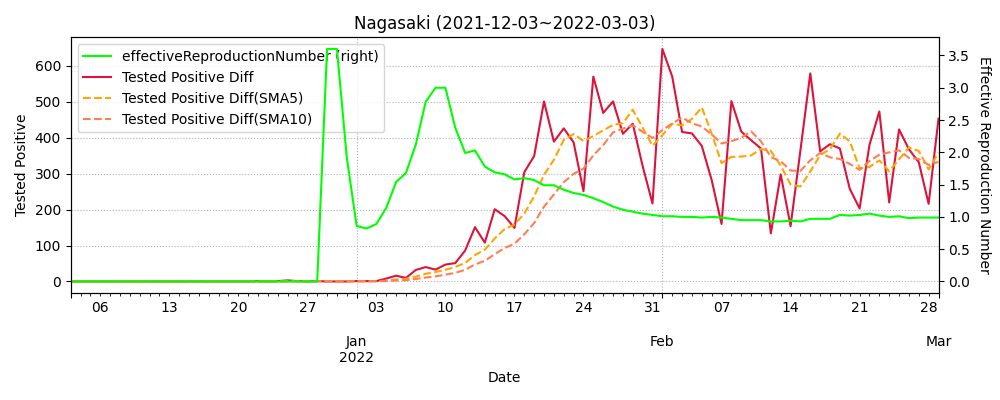 Nagasaki (2021-12-03~2022-03-03)
effectiveReproductionNumber (right)
Tested Positive Diff
Tested Positive Diff(SMA5)
Tested Positive Diff(SMA10)
Tested Positive
600
500
400
300
200
100
0
3.5
3.0
2.5
2.0
1.5
1.0
0.5
0.0
Effective Reproduction Number
06 13 20 27 03 10 17 24 31 07 14 21 28
Jan Feb Mar
2022
Date